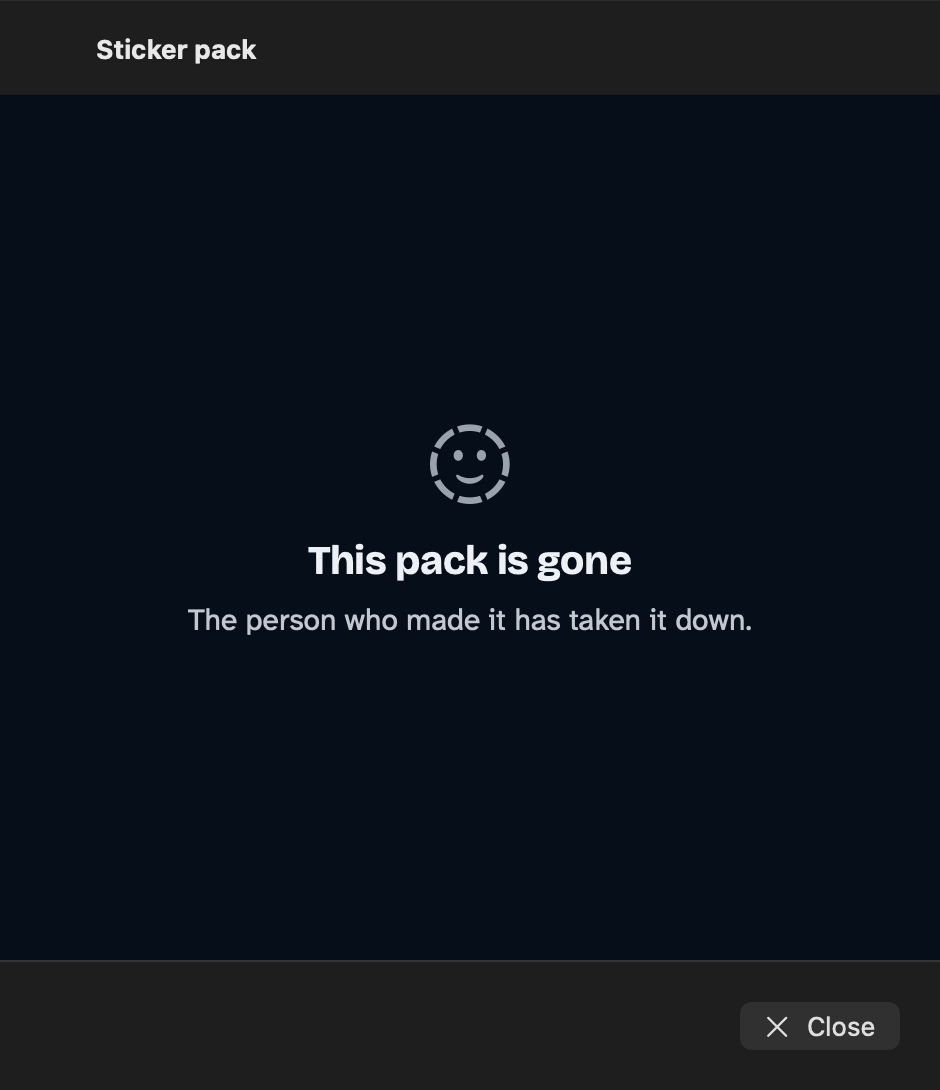 Sticker pack
This pack is gone
The person who made it has taken it down.
Close